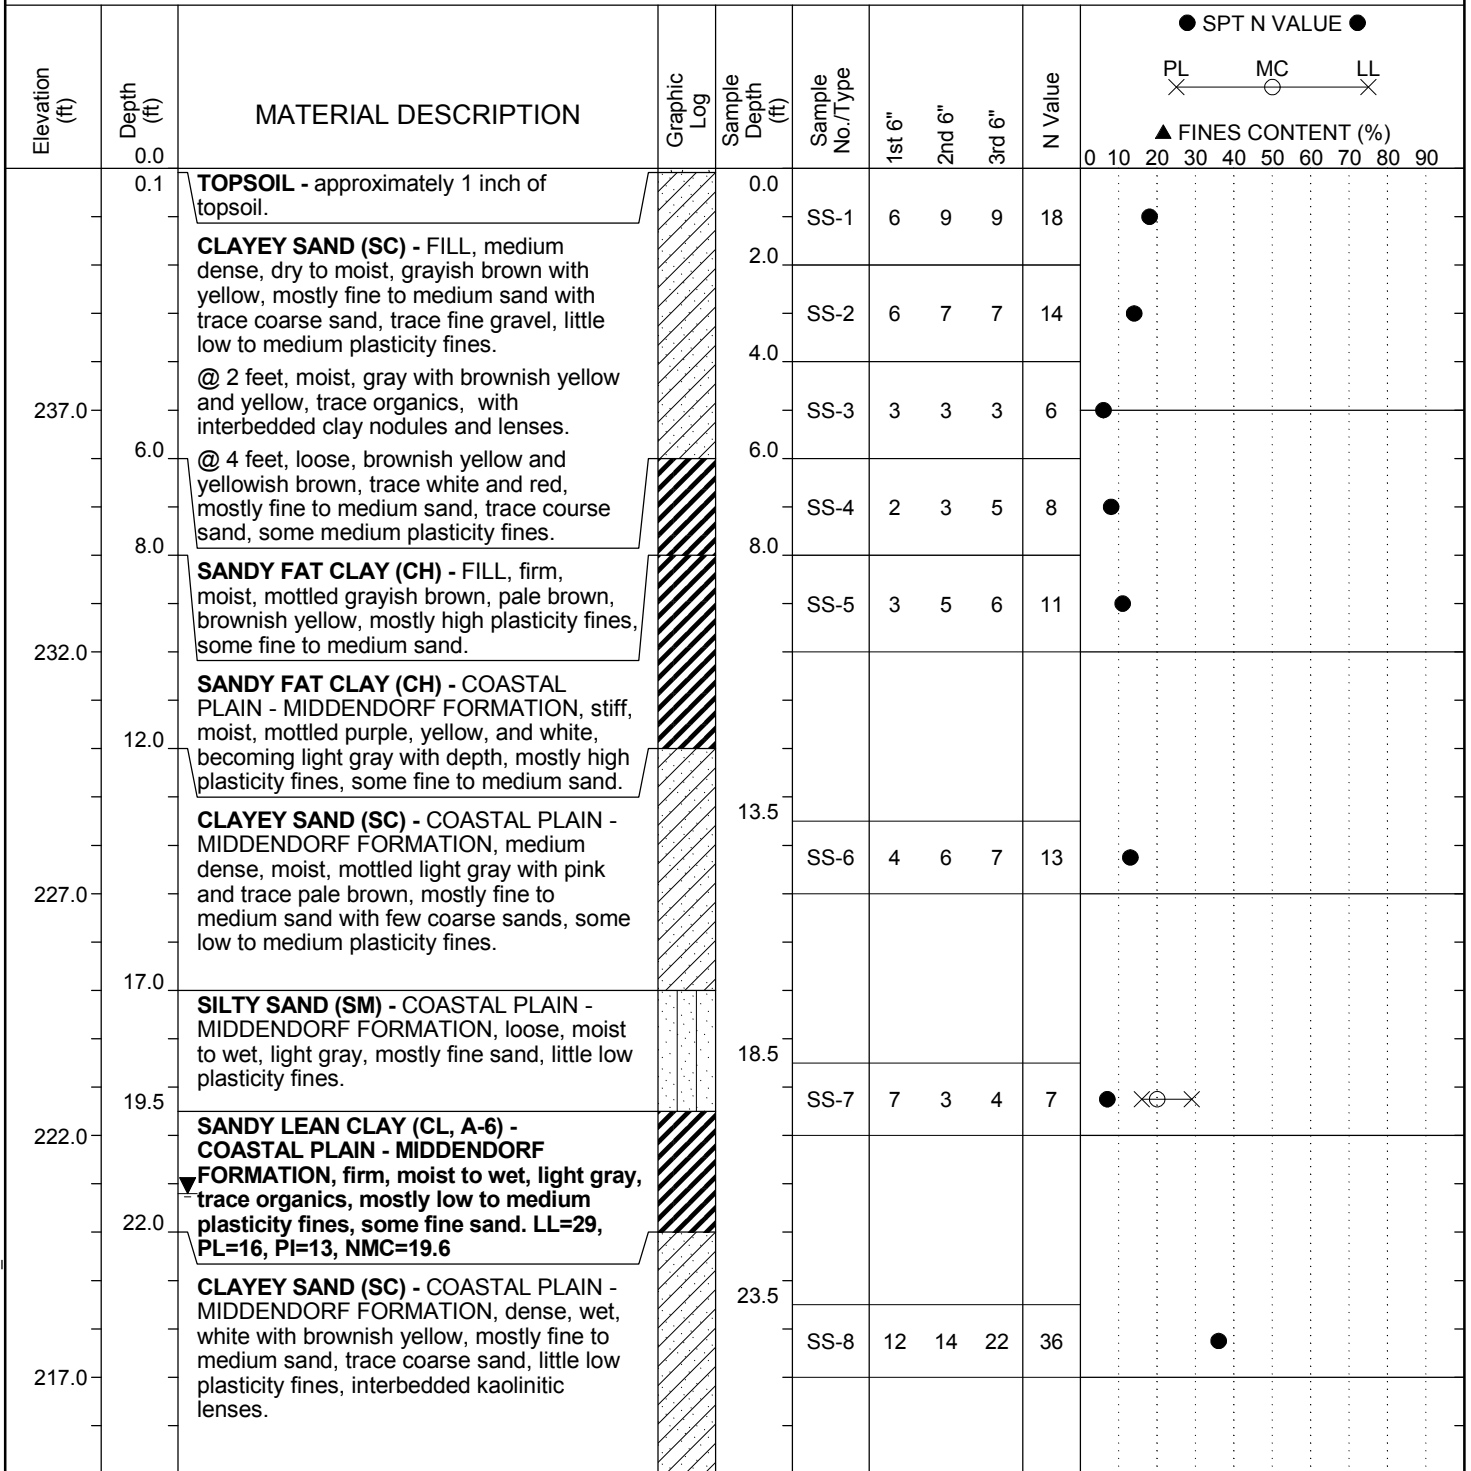 ● SPT N VALUE ●
PL MC LL
▲ FINES CONTENT (%)
0 10 20 30 40 50 60 70 80 90
Elevation (ft)
Depth (ft)
0.0
MATERIAL DESCRIPTION
Graphic Log
Sample Depth (ft)
Sample No./Type
1st 6"
2nd 6"
3rd 6"
N Value
0.1
TOPSOIL - approximately 1 inch of
topsoil.
CLAYEY SAND (SC) - FILL, medium
dense, dry to moist, grayish brown with
yellow, mostly fine to medium sand with
trace coarse sand, trace fine gravel, little
low to medium plasticity fines.
@ 2 feet, moist, gray with brownish yellow
and yellow, trace organics, with
interbedded clay nodules and lenses.
237.0
6.0
@ 4 feet, loose, brownish yellow and
yellowish brown, trace white and red,
mostly fine to medium sand, trace course
sand, some medium plasticity fines.
8.0
SANDY FAT CLAY (CH) - FILL, firm,
moist, mottled grayish brown, pale brown,
brownish yellow, mostly high plasticity fines,
some fine to medium sand.
232.0
SANDY FAT CLAY (CH) - COASTAL
PLAIN - MIDDENDORF FORMATION, stiff,
moist, mottled purple, yellow, and white,
becoming light gray with depth, mostly high
plasticity fines, some fine to medium sand.
12.0
CLAYEY SAND (SC) - COASTAL PLAIN -
MIDDENDORF FORMATION, medium
dense, moist, mottled light gray with pink
and trace pale brown, mostly fine to
medium sand with few coarse sands, some
low to medium plasticity fines.
227.0
17.0
SILTY SAND (SM) - COASTAL PLAIN -
MIDDENDORF FORMATION, loose, moist
to wet, light gray, mostly fine sand, little low
plasticity fines.
19.5
SANDY LEAN CLAY (CL, A-6) -
COASTAL PLAIN - MIDDENDORF
FORMATION, firm, moist to wet, light gray,
trace organics, mostly low to medium
plasticity fines, some fine sand. LL=29,
PL=16, PI=13, NMC=19.6
222.0
22.0
CLAYEY SAND (SC) - COASTAL PLAIN -
MIDDENDORF FORMATION, dense, wet,
white with brownish yellow, mostly fine to
medium sand, trace coarse sand, little low
plasticity fines, interbedded kaolinitic
lenses.
217.0
0.0
SS-1 6 9 9 18
2.0
SS-2 6 7 7 14
4.0
SS-3 3 3 3 6
6.0
SS-4 2 3 5 8
8.0
SS-5 3 5 6 11
13.5
SS-6 4 6 7 13
18.5
SS-7 7 3 4 7
23.5
SS-8 12 14 22 36